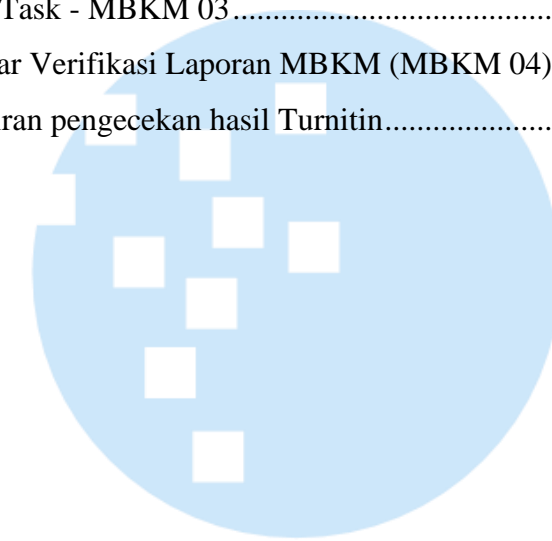 Task - MBKM 03..................................................
ar Verifikasi Laporan MBKM (MBKM 04)
ran pengecekan hasil Turnitin..........................